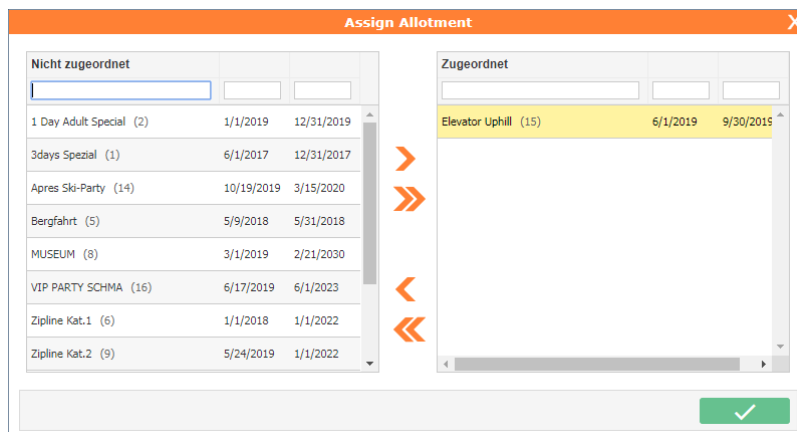 Assign Allotment X
Nicht zugeordnet
1 Day Adult Special (2) 1/1/2019 12/31/2019
3days Spezial (1) 6/1/2017 12/31/2017
Apres Ski-Party (14) 10/19/2019 3/15/2020
Bergfahrt (5) 5/9/2018 5/31/2018
MUSEUM (8) 3/1/2019 2/21/2030
VIP PARTY SCHMA (16) 6/17/2019 6/1/2023
Zipline Kat.1 (6) 1/1/2018 1/1/2022
Zipline Kat.2 (9) 5/24/2019 1/1/2022
Zugeordnet
Elevator Uphill (15) 6/1/2019 9/30/2019